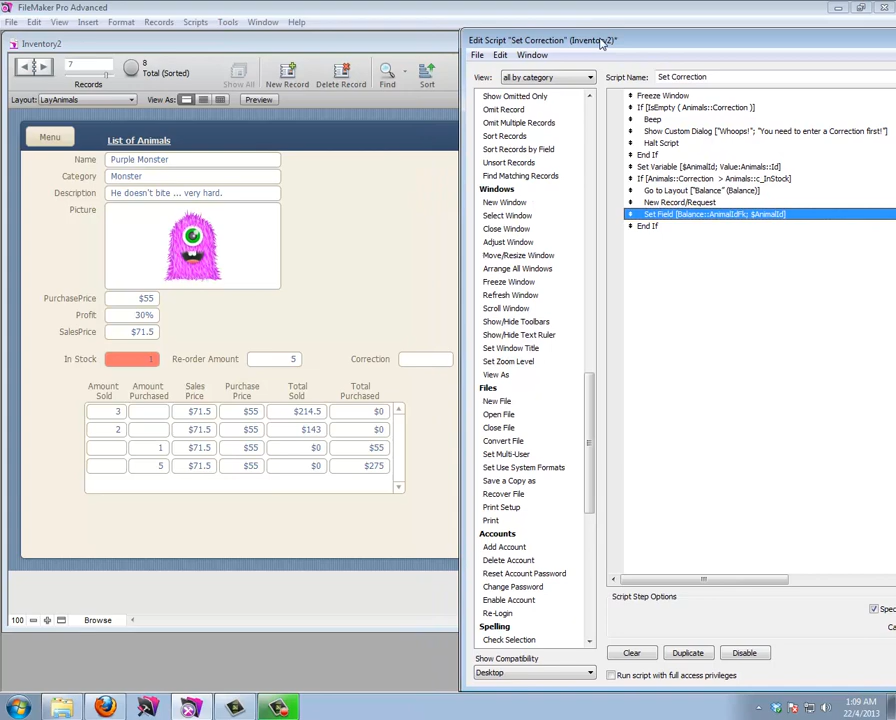 FileMaker Pro Advanced
File Edit View Insert Format Records Scripts Tools Window Help
Inventory2
7
Records
8
Total (Sorted)
Show All
New Record
Delete Record
Find
Sort
Layout: LayAnimals
View As:
Preview
Menu
List of Animals
Name
Purple Monster
Category
Monster
Description
He doesn't bite ... very hard.
Picture
PurchasePrice
$55
Profit
30%
SalesPrice
$71.5
In Stock
1
Re-order Amount
5
Correction
Amount Sold
Amount Purchased
Sales Price
Purchase Price
Total Sold
Total Purchased
3 $71.5 $55 $214.5 $0
2 $71.5 $55 $143 $0
1 $71.5 $55 $0 $55
5 $71.5 $55 $0 $275
100
Browse
Edit Script "Set Correction" (Inventory2)*
File Edit Window
View:
all by category
Script Name:
Set Correction
Show Omitted Only
Omit Record
Omit Multiple Records
Sort Records
Sort Records by Field
Unsort Records
Find Matching Records
Windows
New Window
Select Window
Close Window
Adjust Window
Move/Resize Window
Arrange All Windows
Freeze Window
Refresh Window
Scroll Window
Show/Hide Toolbars
Show/Hide Text Ruler
Set Window Title
Set Zoom Level
View As
Files
New File
Open File
Close File
Convert File
Set Multi-User
Set Use System Formats
Save a Copy as
Recover File
Print Setup
Print
Accounts
Add Account
Delete Account
Reset Account Password
Change Password
Enable Account
Re-Login
Spelling
Check Selection
Show Compatibility
Desktop
Freeze Window
If [IsEmpty ( Animals::Correction )]
Beep
Show Custom Dialog ["Whoops!"; "You need to enter a Correction first!"]
Halt Script
End If
Set Variable [$AnimalId; Value:Animals::Id]
If [Animals::Correction > Animals::c_InStock]
Go to Layout ["Balance" (Balance)]
New Record/Request
Set Field [Balance::AnimalIdFk; $AnimalId]
End If
Script Step Options
Spec
Ca
Clear
Duplicate
Disable
Run script with full access privileges
1:09 AM
22/4/2013